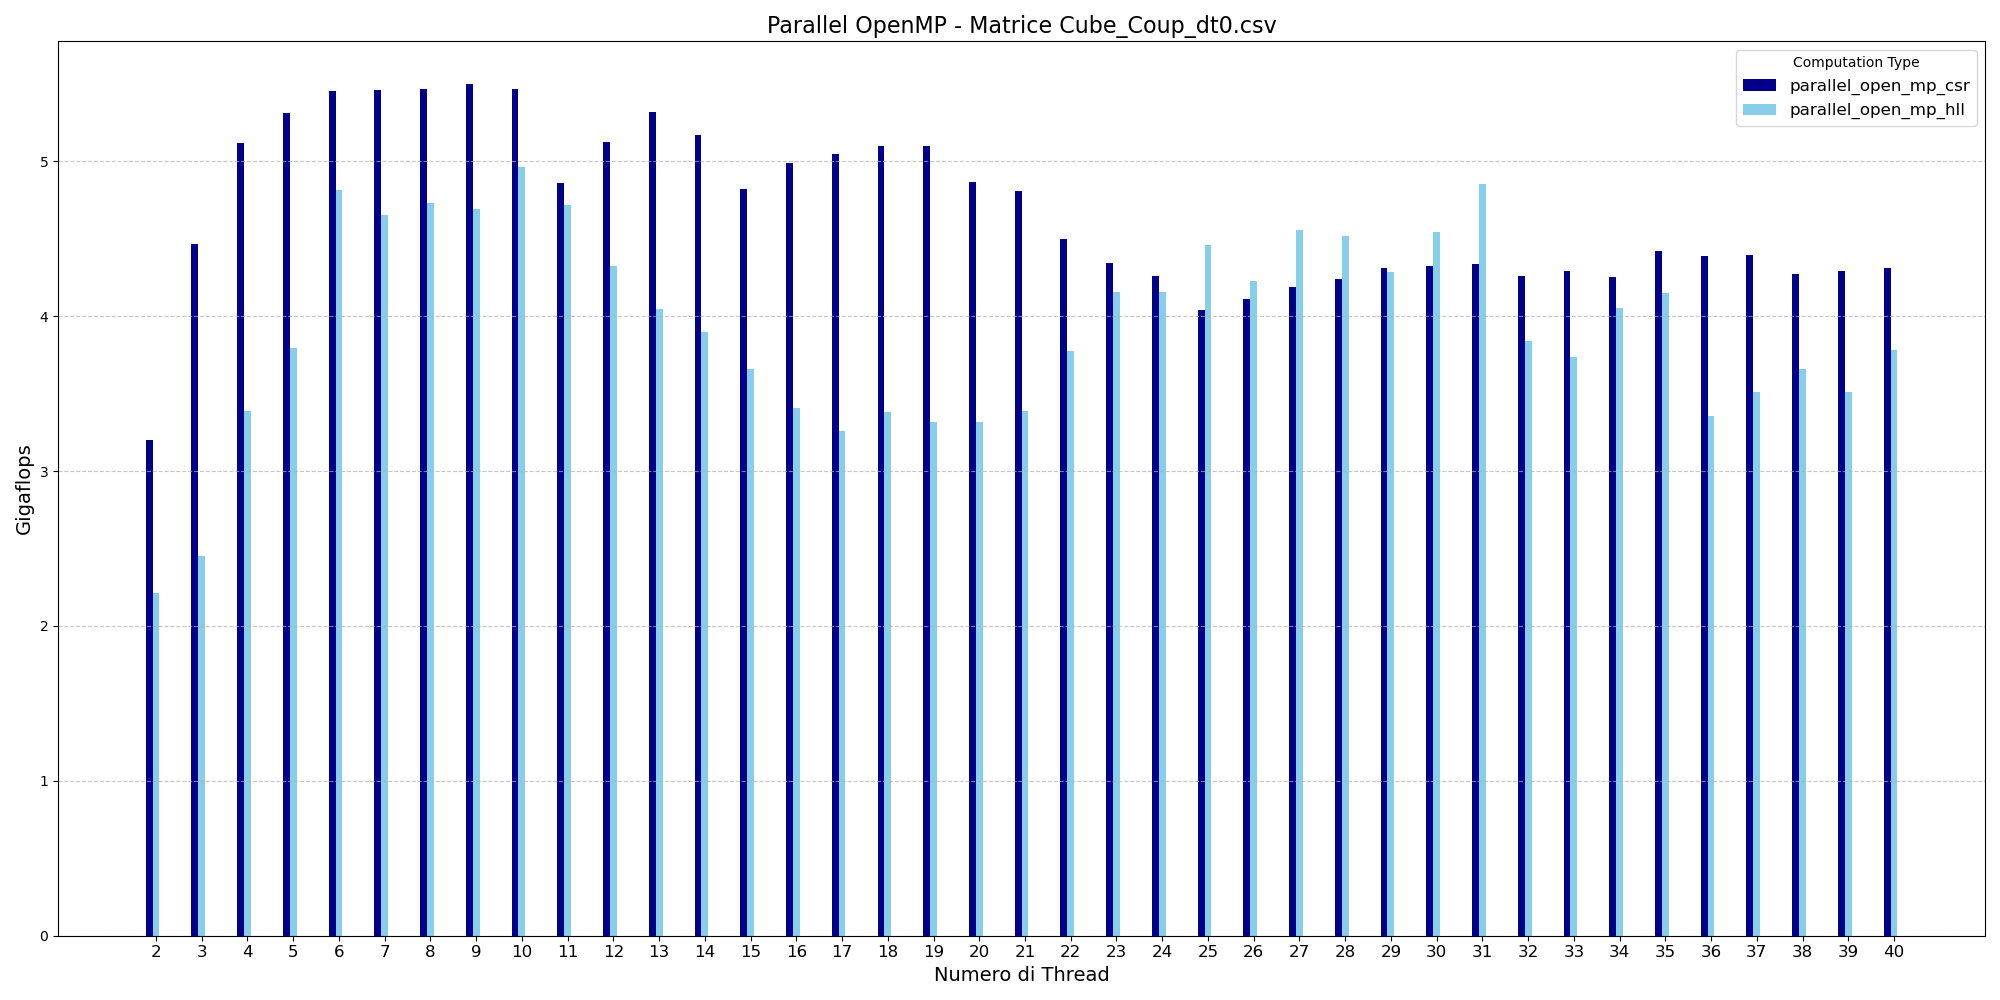 Parallel OpenMP - Matrice Cube_Coup_dt0.csv
Computation Type
parallel_open_mp_csr
parallel_open_mp_hll
Gigaflops
5
4
3
2
1
0
2 3 4 5 6 7 8 9 10 11 12 13 14 15 16 17 18 19 20 21 22 23 24 25 26 27 28 29 30 31 32 33 34 35 36 37 38 39 40
Numero di Thread